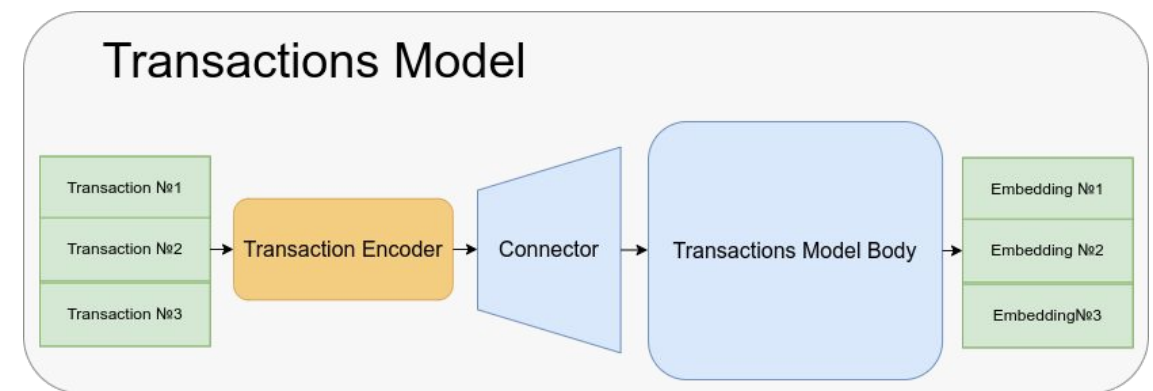 Transactions Model
Transaction №1
Transaction №2
Transaction №3
Transaction Encoder
Connector
Transactions Model Body
Embedding №1
Embedding №2
Embedding№3